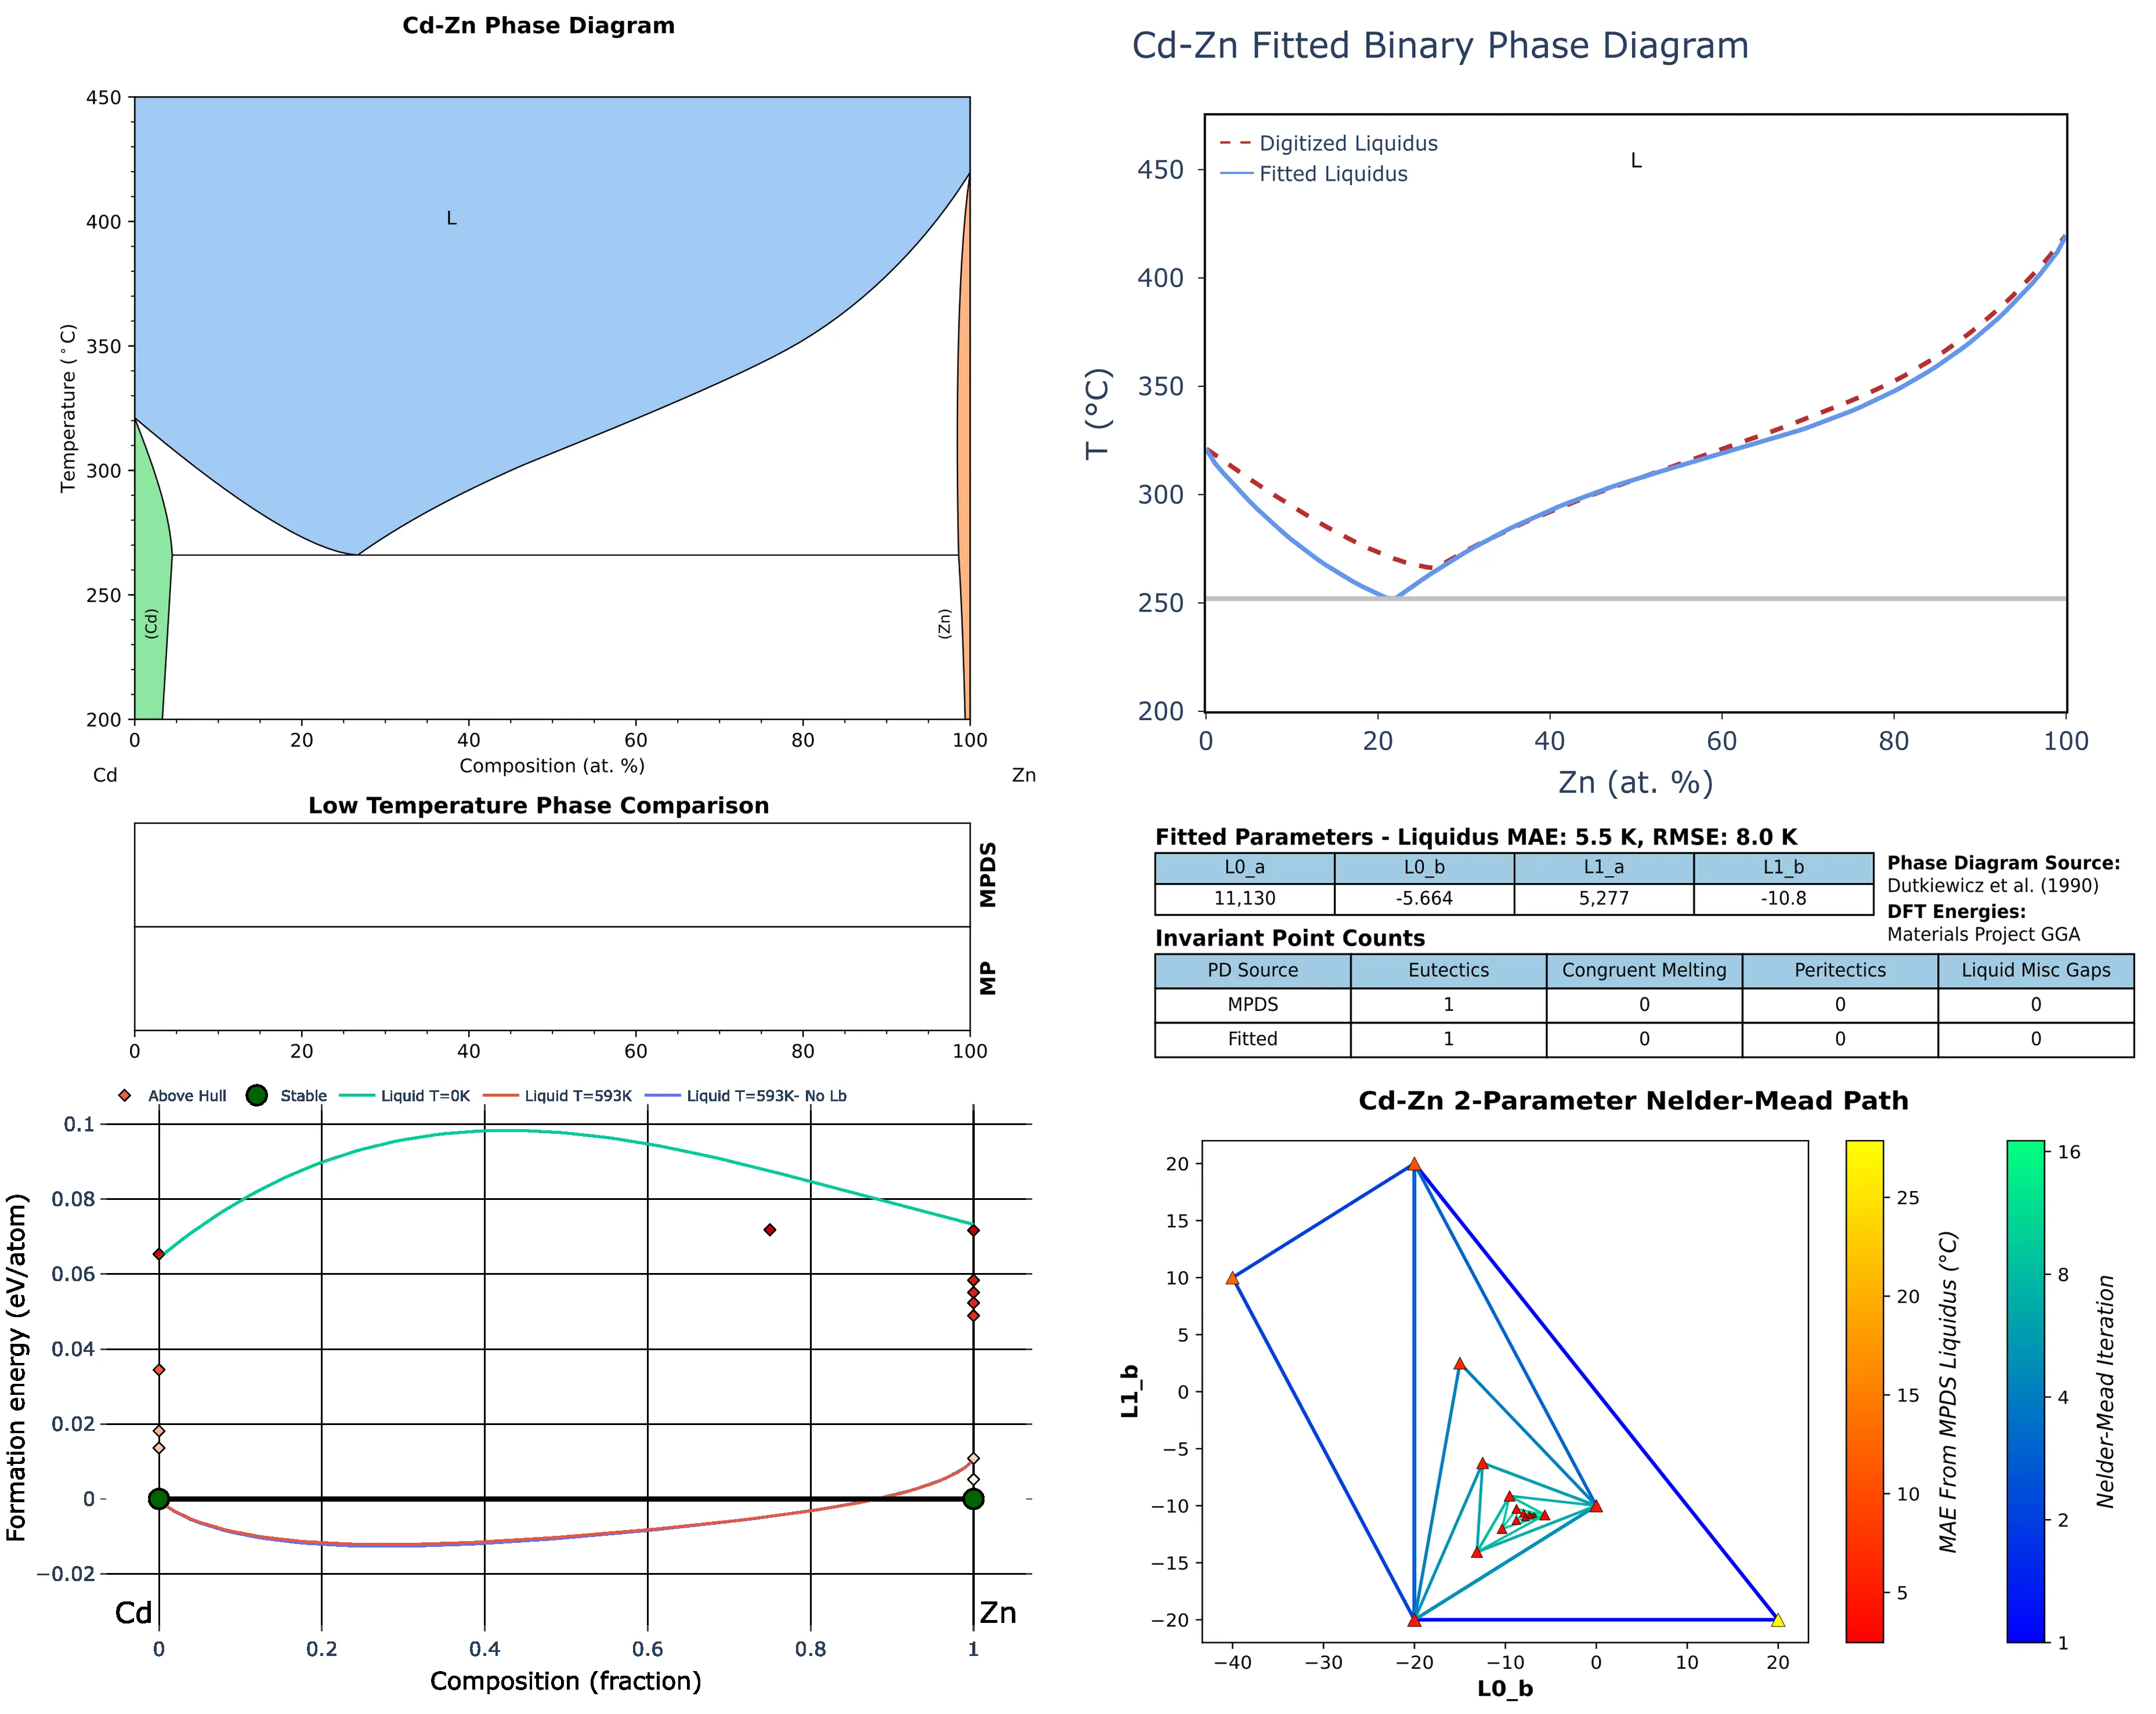 Cd-Zn Phase Diagram
450
400
350
300
250
200
Temperature (°C)
L
(Cd)
(Zn)
0 20 40 60 80 100
Composition (at. %)
Cd Zn
Cd-Zn Fitted Binary Phase Diagram
Digitized Liquidus
Fitted Liquidus
L
450
400
350
300
250
200
T (°C)
0 20 40 60 80 100
Zn (at. %)
Low Temperature Phase Comparison
MPDS
MP
0 20 40 60 80 100
Fitted Parameters - Liquidus MAE: 5.5 K, RMSE: 8.0 K
L0_a L0_b L1_a L1_b
11,130 -5.664 5,277 -10.8
Phase Diagram Source:
Dutkiewicz et al. (1990)
DFT Energies:
Materials Project GGA
Invariant Point Counts
PD Source Eutectics Congruent Melting Peritectics Liquid Misc Gaps
MPDS 1 0 0 0
Fitted 1 0 0 0
Above Hull Stable Liquid T=0K Liquid T=593K Liquid T=593K- No Lb
0.1
0.08
0.06
0.04
0.02
0
−0.02
Formation energy (eV/atom)
Cd Zn
0 0.2 0.4 0.6 0.8 1
Composition (fraction)
Cd-Zn 2-Parameter Nelder-Mead Path
20
15
10
5
0
−5
−10
−15
−20
L1_b
−40 −30 −20 −10 0 10 20
L0_b
25
20
15
10
5
MAE From MPDS Liquidus (°C)
16
8
4
2
1
Nelder-Mead Iteration